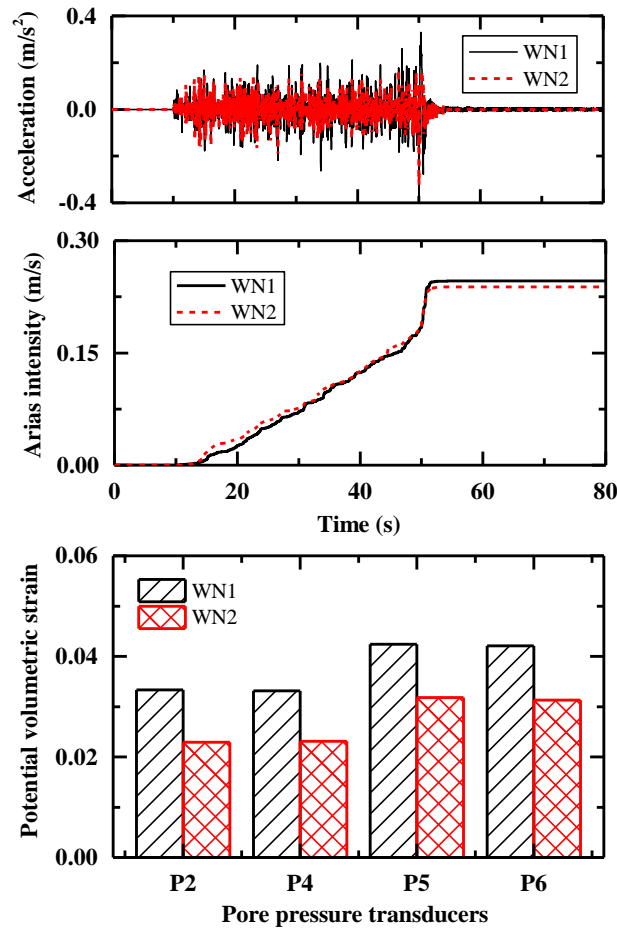 Acceleration (m/s²)
0.4
0.0
-0.4
WN1
WN2
Arias intensity (m/s)
0.30
0.15
0.00
WN1
WN2
0
20
40
60
80
Time (s)
Potential volumetric strain
0.06
0.04
0.02
0.00
WN1
WN2
P2
P4
P5
P6
Pore pressure transducers